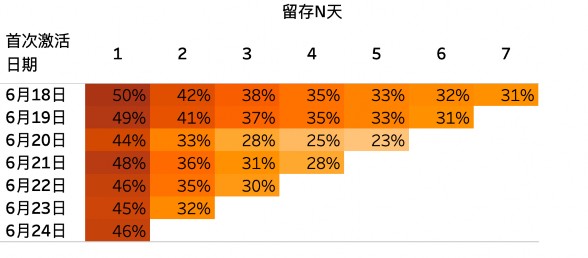 留存N天
首次激活
日期
1 2 3 4 5 6 7
6月18日 50% 42% 38% 35% 33% 32% 31%
6月19日 49% 41% 37% 35% 33% 31%
6月20日 44% 33% 28% 25% 23%
6月21日 48% 36% 31% 28%
6月22日 46% 35% 30%
6月23日 45% 32%
6月24日 46%